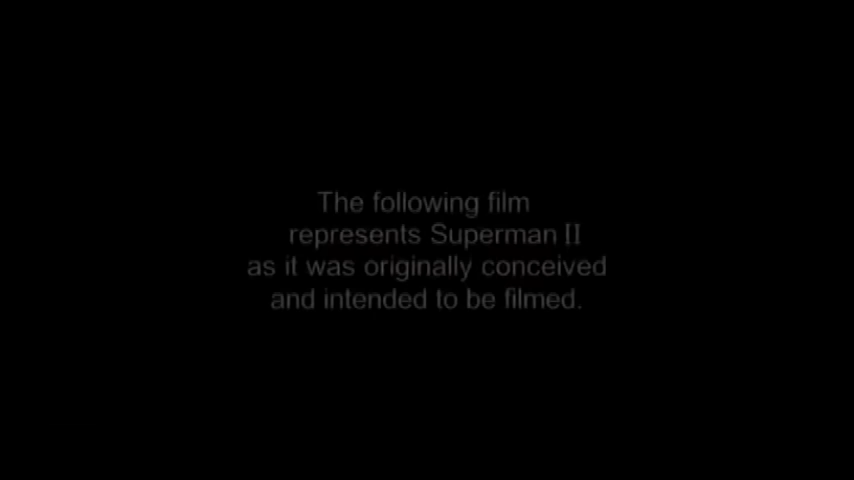 The following film
represents Superman II
as it was originally conceived
and intended to be filmed.